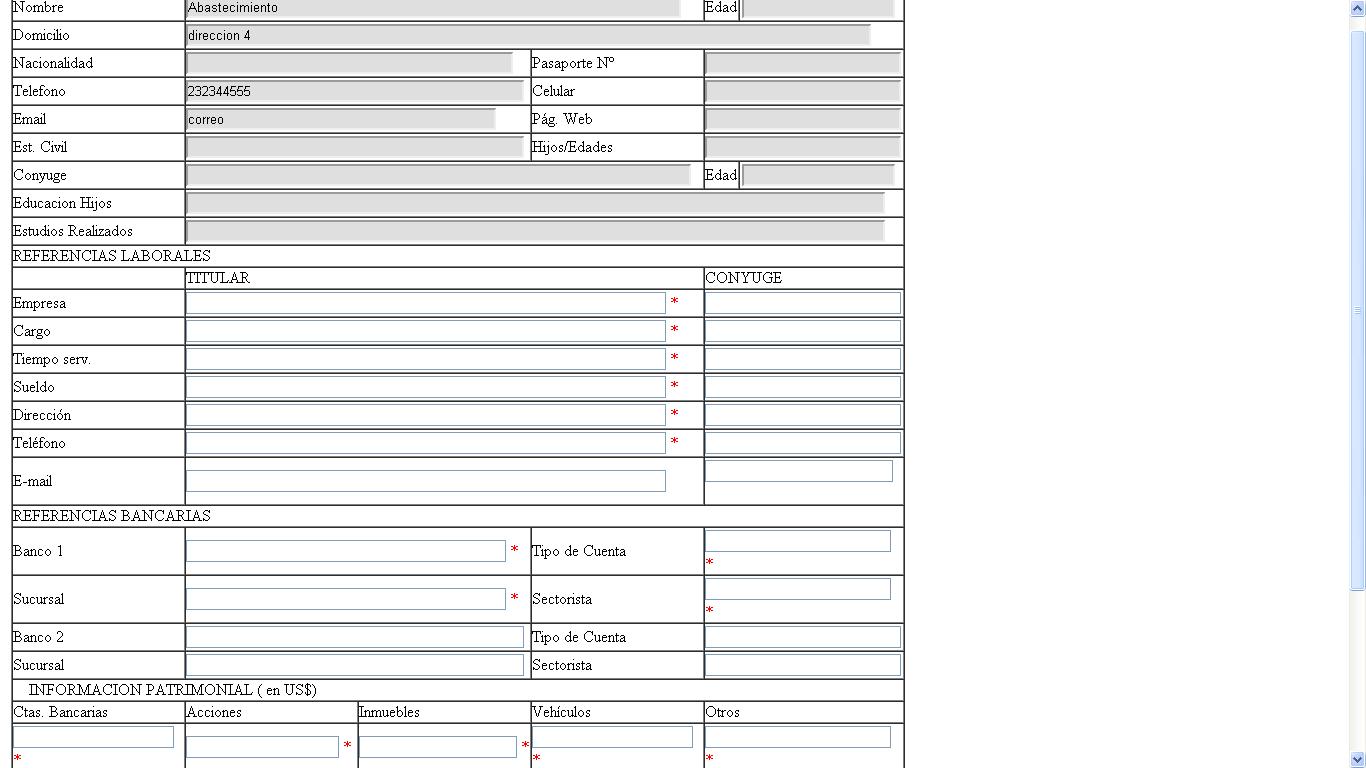 Nombre Abastecimiento Edad
Domicilio direccion 4
Nacionalidad Pasaporte Nº
Telefono 232344555 Celular
Email correo Pág. Web
Est. Civil Hijos/Edades
Conyuge Edad
Educacion Hijos
Estudios Realizados
REFERENCIAS LABORALES
TITULAR CONYUGE
Empresa *
Cargo *
Tiempo serv. *
Sueldo *
Dirección *
Teléfono *
E-mail
REFERENCIAS BANCARIAS
Banco 1 * Tipo de Cuenta *
Sucursal * Sectorista *
Banco 2 Tipo de Cuenta
Sucursal Sectorista
INFORMACION PATRIMONIAL ( en US$)
Ctas. Bancarias Acciones Inmuebles Vehículos Otros
* * * * *